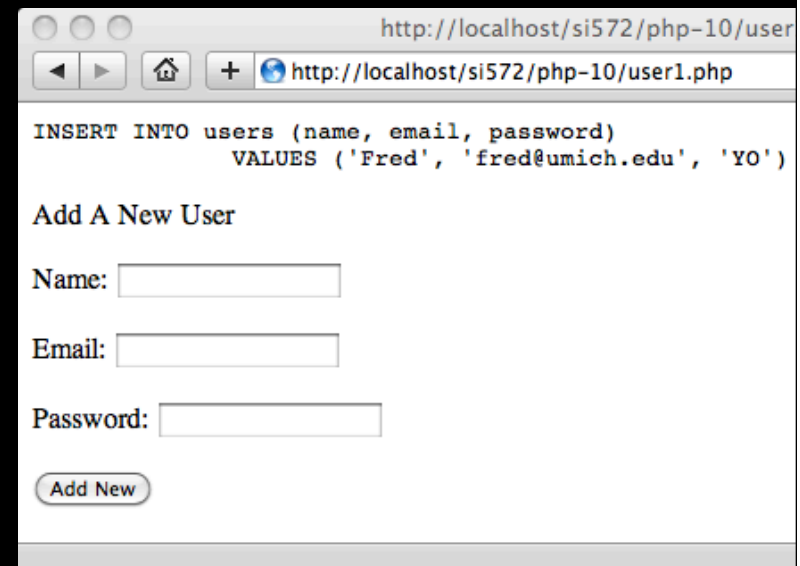 http://localhost/si572/php-10/user
http://localhost/si572/php-10/user1.php
INSERT INTO users (name, email, password)
VALUES ('Fred', 'fred@umich.edu', 'YO')
Add A New User
Name:
Email:
Password:
Add New